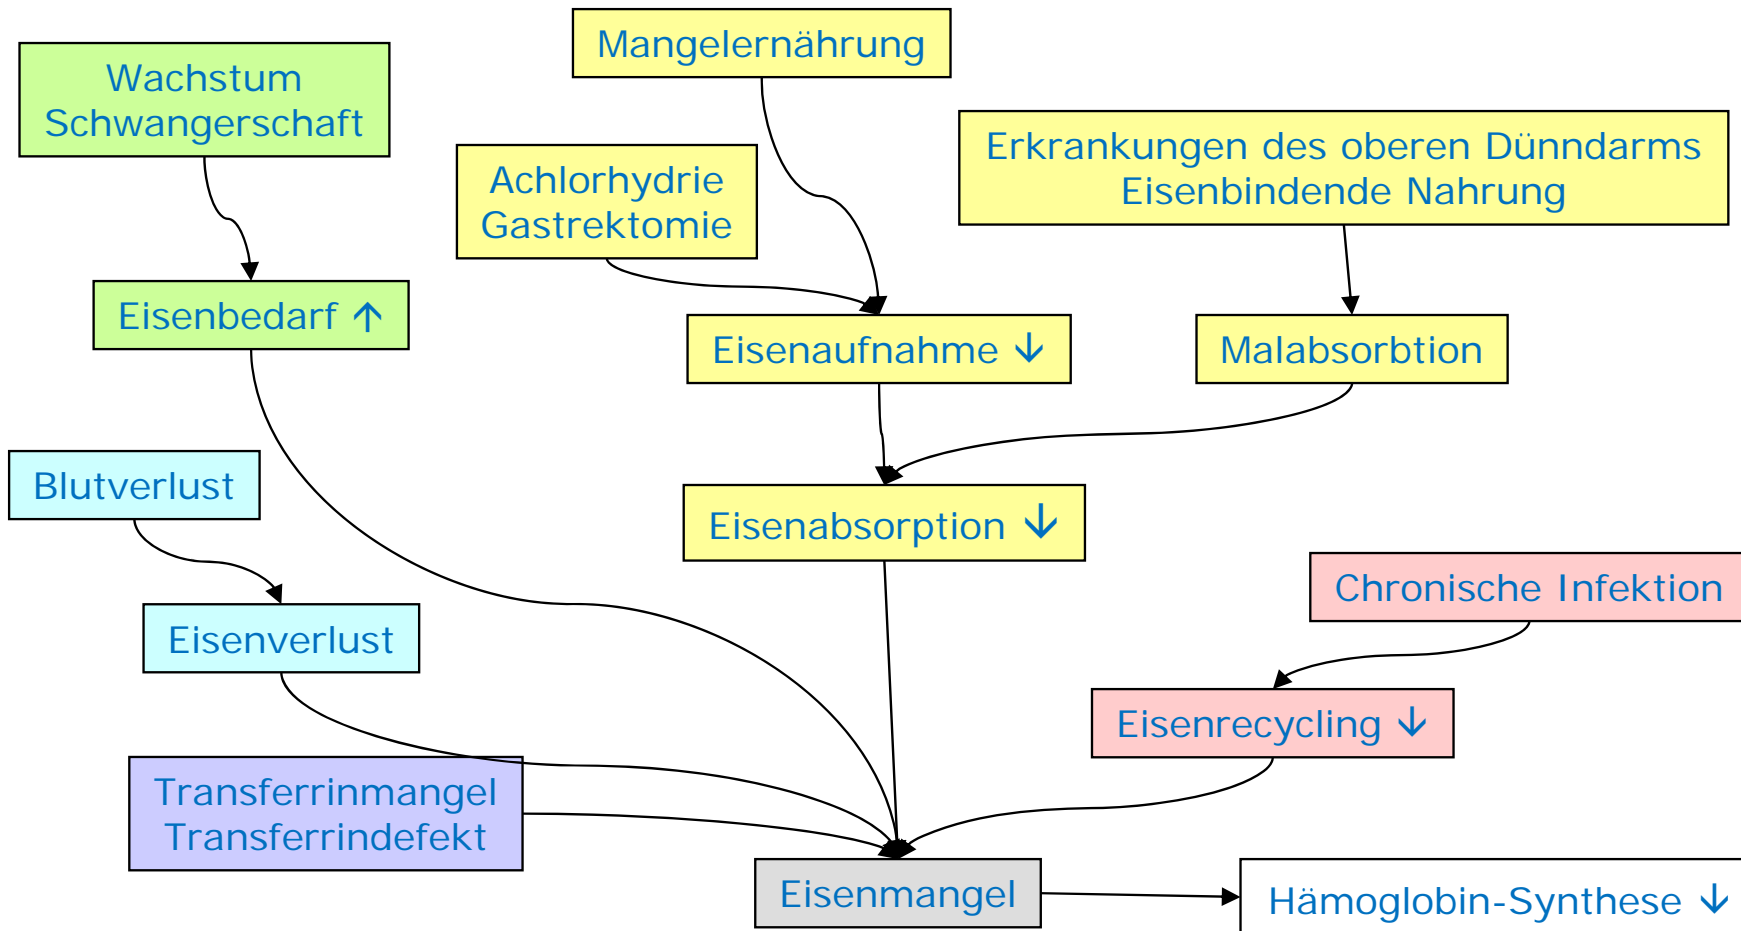 Mangelernährung
Wachstum
Schwangerschaft
Erkrankungen des oberen Dünndarms
Eisenbindende Nahrung
Achlorhydrie
Gastrektomie
Eisenbedarf ↑
Eisenaufnahme ↓
Malabsorbtion
Blutverlust
Eisenabsorption ↓
Chronische Infektion
Eisenverlust
Eisenrecycling ↓
Transferrinmangel
Transferrindefekt
Eisenmangel
Hämoglobin-Synthese ↓